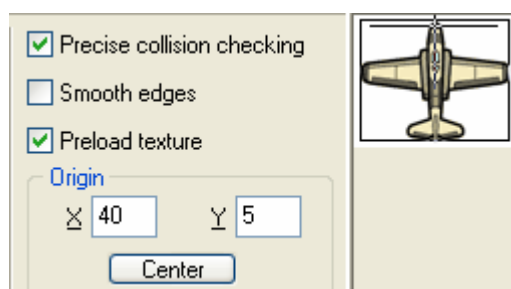 Precise collision checking
Smooth edges
Preload texture
Origin
X 40 Y 5
Center